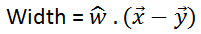 Width = ŵ . (x⃗ − y⃗)